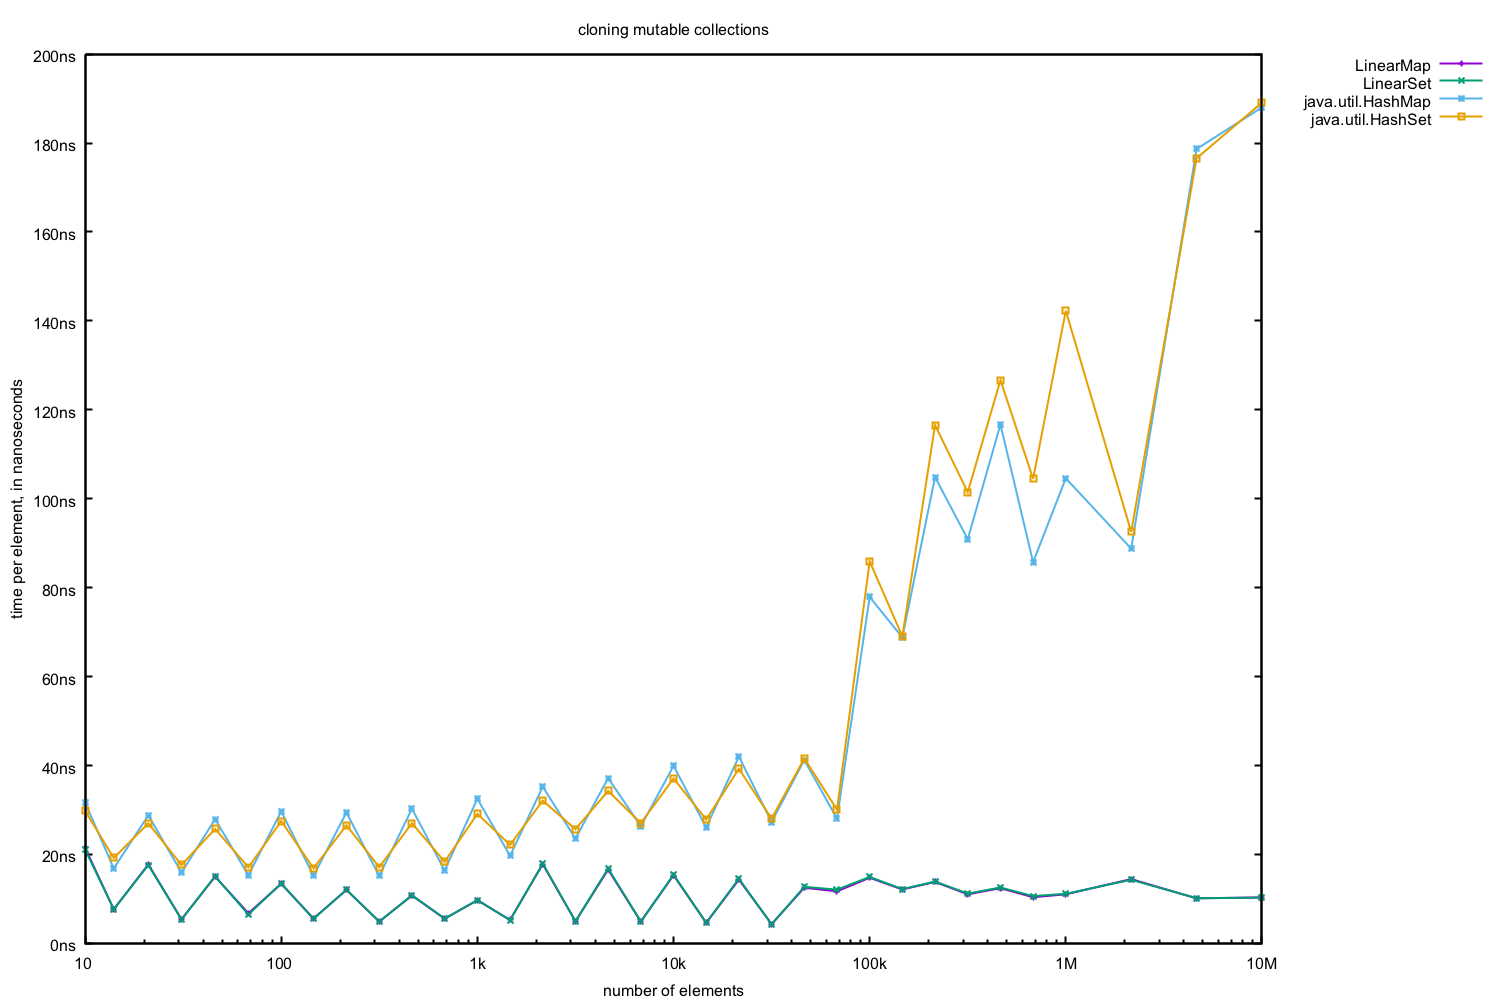 cloning mutable collections
200ns
180ns
160ns
140ns
120ns
100ns
80ns
60ns
40ns
20ns
0ns
time per element, in nanoseconds
10
100
1k
10k
100k
1M
10M
number of elements
LinearMap
LinearSet
java.util.HashMap
java.util.HashSet